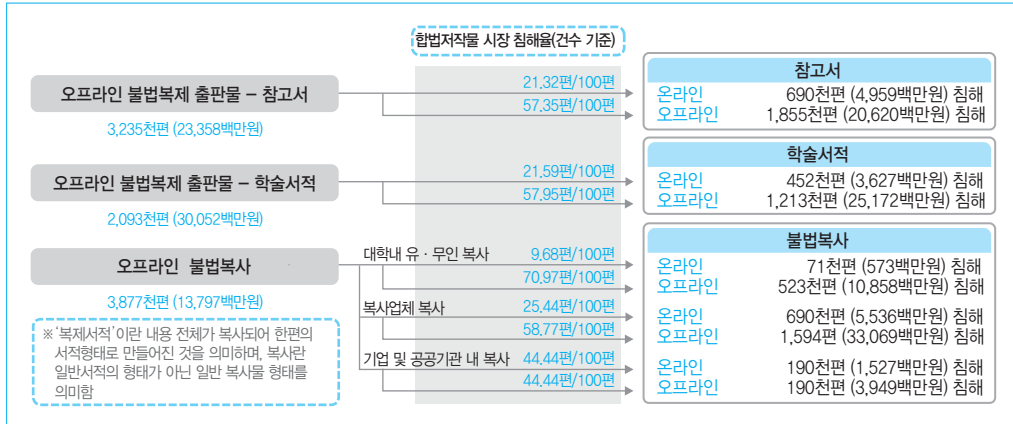 합법저작물 시장 침해율(건수 기준)
오프라인 불법복제 출판물 - 참고서
3,235천편 (23,358백만원)
21.32편/100편
57.35편/100편
참고서
온라인 690천편 (4,959백만원) 침해
오프라인 1,855천편 (20,620백만원) 침해
오프라인 불법복제 출판물 - 학술서적
2,093천편 (30,052백만원)
21.59편/100편
57.95편/100편
학술서적
온라인 452천편 (3,627백만원) 침해
오프라인 1,213천편 (25,172백만원) 침해
오프라인 불법복사
3,877천편 (13,797백만원)
※ '복제서적'이란 내용 전체가 복사되어 한편의
서적형태로 만들어진 것을 의미하며, 복사란
일반서적의 형태가 아닌 일반 복사물 형태를
의미함
대학내 유 · 무인 복사 9.68편/100편
70.97편/100편
복사업체 복사 25.44편/100편
58.77편/100편
기업 및 공공기관 내 복사 44.44편/100편
44.44편/100편
불법복사
온라인 71천편 (573백만원) 침해
오프라인 523천편 (10,858백만원) 침해
온라인 690천편 (5,536백만원) 침해
오프라인 1,594편 (33,069백만원) 침해
온라인 190천편 (1,527백만원) 침해
오프라인 190천편 (3,949백만원) 침해